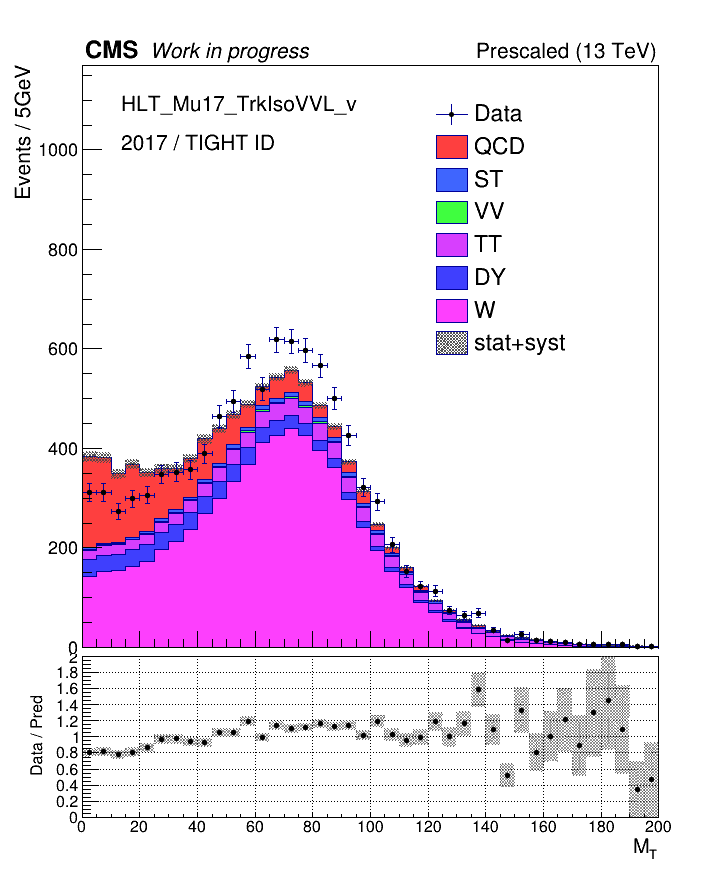 CMS Work in progress Prescaled (13 TeV)
Events / 5GeV
HLT_Mu17_TrkIsoVVL_v
2017 / TIGHT ID
Data
QCD
ST
VV
TT
DY
W
stat+syst
1000
800
600
400
200
0
Data / Pred
2
1.8
1.6
1.4
1.2
1
0.8
0.6
0.4
0.2
0
0 20 40 60 80 100 120 140 160 180 200
M_T